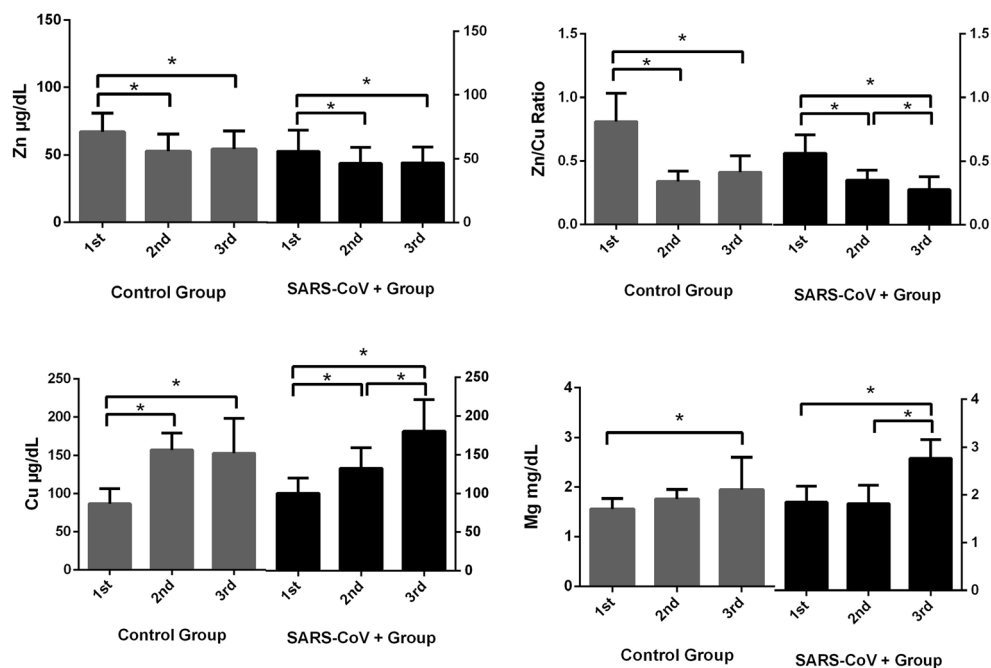 Zn µg/dL
150
100
50
0
150
100
50
0
*
*
*
*
1st
2nd
3rd
1st
2nd
3rd
Control Group
SARS-CoV + Group
Zn/Cu Ratio
1.5
1.0
0.5
0.0
1.5
1.0
0.5
0.0
*
*
*
*
*
1st
2nd
3rd
1st
2nd
3rd
Control Group
SARS-CoV + Group
Cu µg/dL
250
200
150
100
50
0
250
200
150
100
50
0
*
*
*
*
*
1st
2nd
3rd
1st
2nd
3rd
Control Group
SARS-CoV + Group
Mg mg/dL
4
3
2
1
0
4
3
2
1
0
*
*
*
1st
2nd
3rd
1st
2nd
3rd
Control Group
SARS-CoV + Group